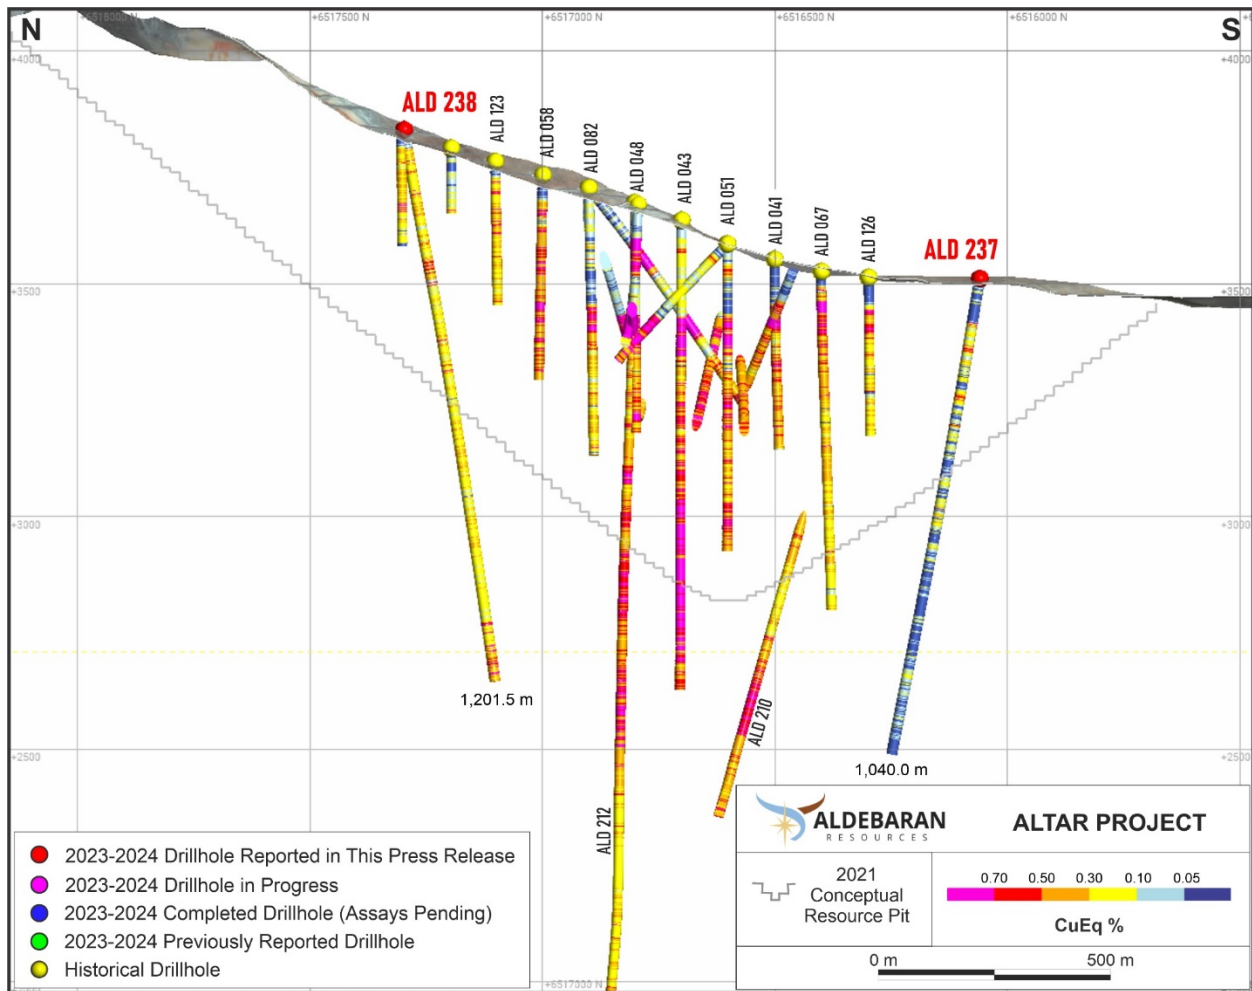 +6518000 N
+6517500 N
+6517000 N
+6516500 N
+6516000 N
N
S
+4000
+4000
ALD 238
ALD 123
ALD 058
ALD 082
ALD 048
ALD 043
ALD 051
ALD 041
ALD 067
ALD 126
ALD 237
+3500
+3500
+3000
+3000
1,201.5 m
ALD 210
+2500
+2500
1,040.0 m
ALD 212
2023-2024 Drillhole Reported in This Press Release
2023-2024 Drillhole in Progress
2023-2024 Completed Drillhole (Assays Pending)
2023-2024 Previously Reported Drillhole
Historical Drillhole
ALDEBARAN
RESOURCES
ALTAR PROJECT
2021
Conceptual
Resource Pit
0.70 0.50 0.30 0.10 0.05
CuEq %
0 m 500 m
+6517000 N